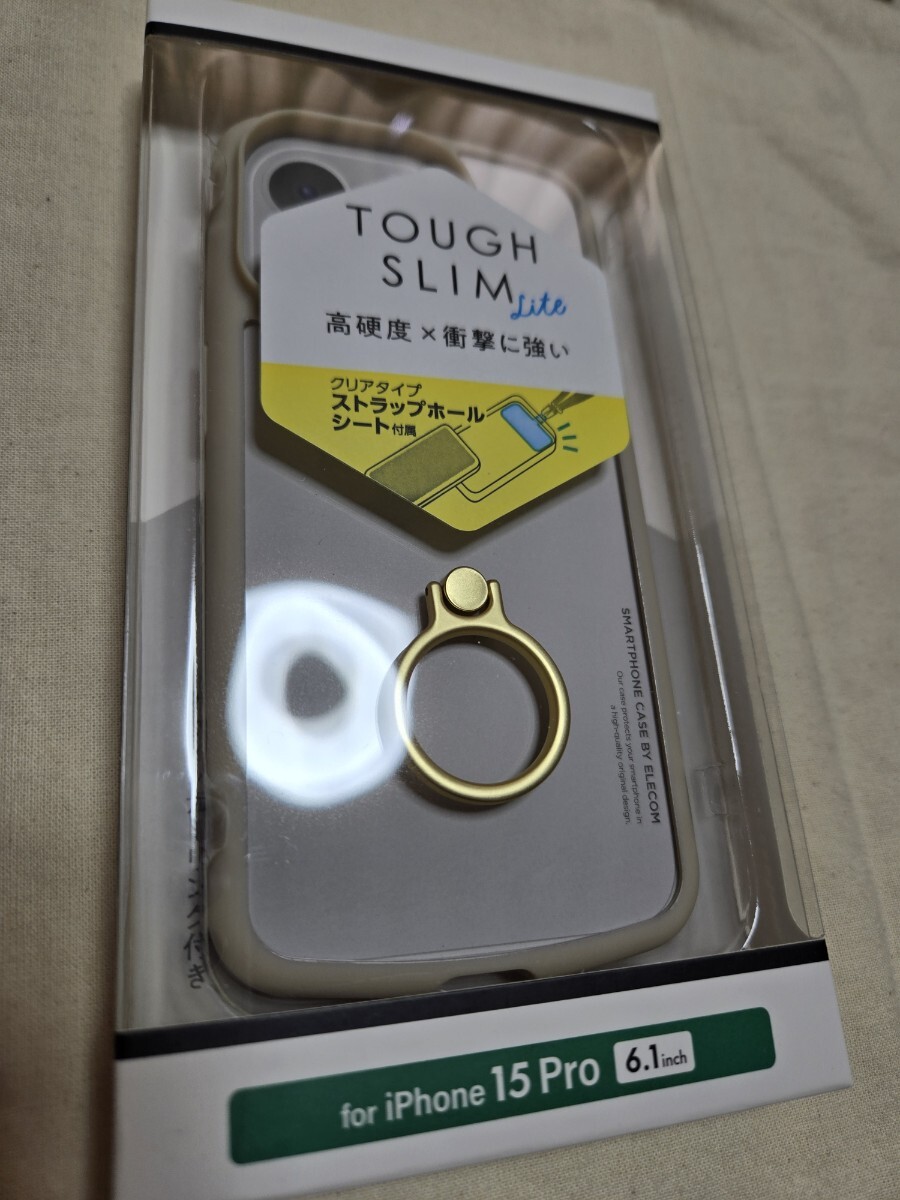 TOUGH
SLIM Lite
高硬度×衝撃に強い
クリアタイプ
ストラップホール
シート付属
SMARTPHONE CASE BY ELECOM
Our case protects your smartphone in
a high-quality original design.
付き
for iPhone 15 Pro 6.1inch